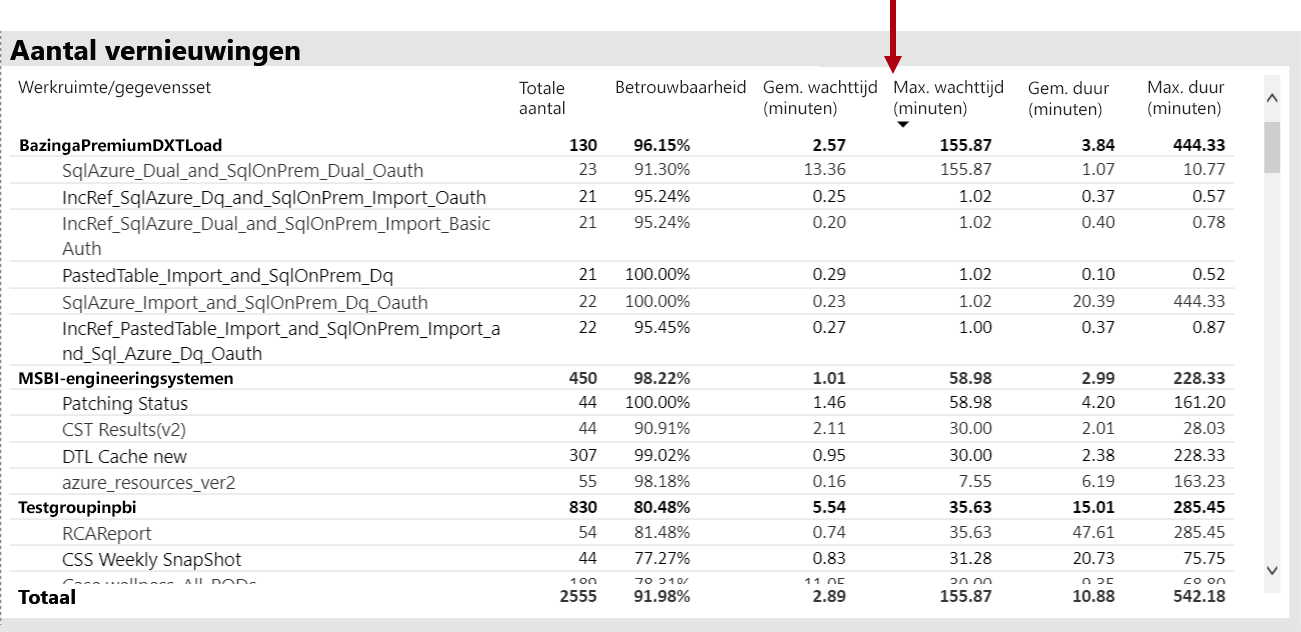 Aantal vernieuwingen
Werkruimte/gegevensset Totale aantal Betrouwbaarheid Gem. wachttijd (minuten) Max. wachttijd (minuten) Gem. duur (minuten) Max. duur (minuten)
BazingaPremiumDXTLoad 130 96.15% 2.57 155.87 3.84 444.33
SqlAzure_Dual_and_SqlOnPrem_Dual_Oauth 23 91.30% 13.36 155.87 1.07 10.77
IncRef_SqlAzure_Dq_and_SqlOnPrem_Import_Oauth 21 95.24% 0.25 1.02 0.37 0.57
IncRef_SqlAzure_Dual_and_SqlOnPrem_Import_Basic 21 95.24% 0.20 1.02 0.40 0.78
Auth
PastedTable_Import_and_SqlOnPrem_Dq 21 100.00% 0.29 1.02 0.10 0.52
SqlAzure_Import_and_SqlOnPrem_Dq_Oauth 22 100.00% 0.23 1.02 20.39 444.33
IncRef_PastedTable_Import_and_SqlOnPrem_Import_a 22 95.45% 0.27 1.00 0.37 0.87
nd_Sql_Azure_Dq_Oauth
MSBI-engineeringsystemen 450 98.22% 1.01 58.98 2.99 228.33
Patching Status 44 100.00% 1.46 58.98 4.20 161.20
CST Results(v2) 44 90.91% 2.11 30.00 2.01 28.03
DTL Cache new 307 99.02% 0.95 30.00 2.38 228.33
azure_resources_ver2 55 98.18% 0.16 7.55 6.19 163.23
Testgroupinpbi 830 80.48% 5.54 35.63 15.01 285.45
RCAReport 54 81.48% 0.74 35.63 47.61 285.45
CSS Weekly SnapShot 44 77.27% 0.83 31.28 20.73 75.75
Totaal 2555 91.98% 2.89 155.87 10.88 542.18